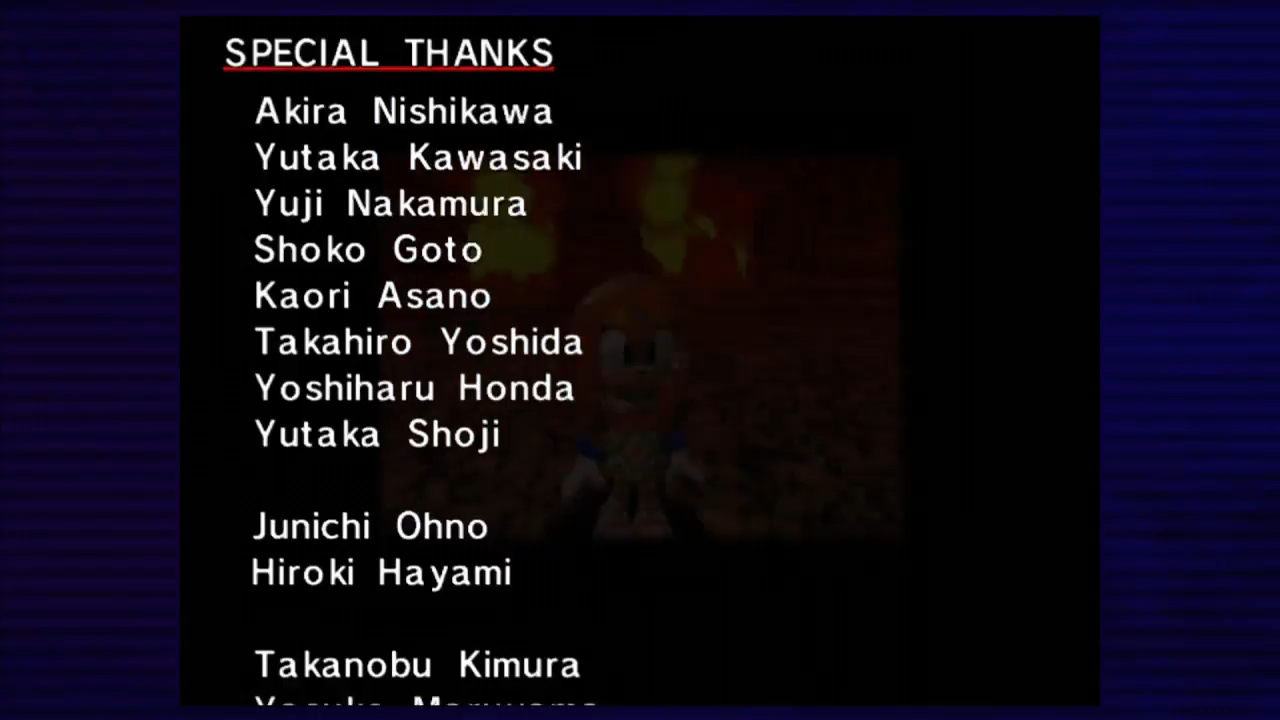 SPECIAL THANKS
Akira Nishikawa
Yutaka Kawasaki
Yuji Nakamura
Shoko Goto
Kaori Asano
Takahiro Yoshida
Yoshiharu Honda
Yutaka Shoji
Junichi Ohno
Hiroki Hayami
Takanobu Kimura